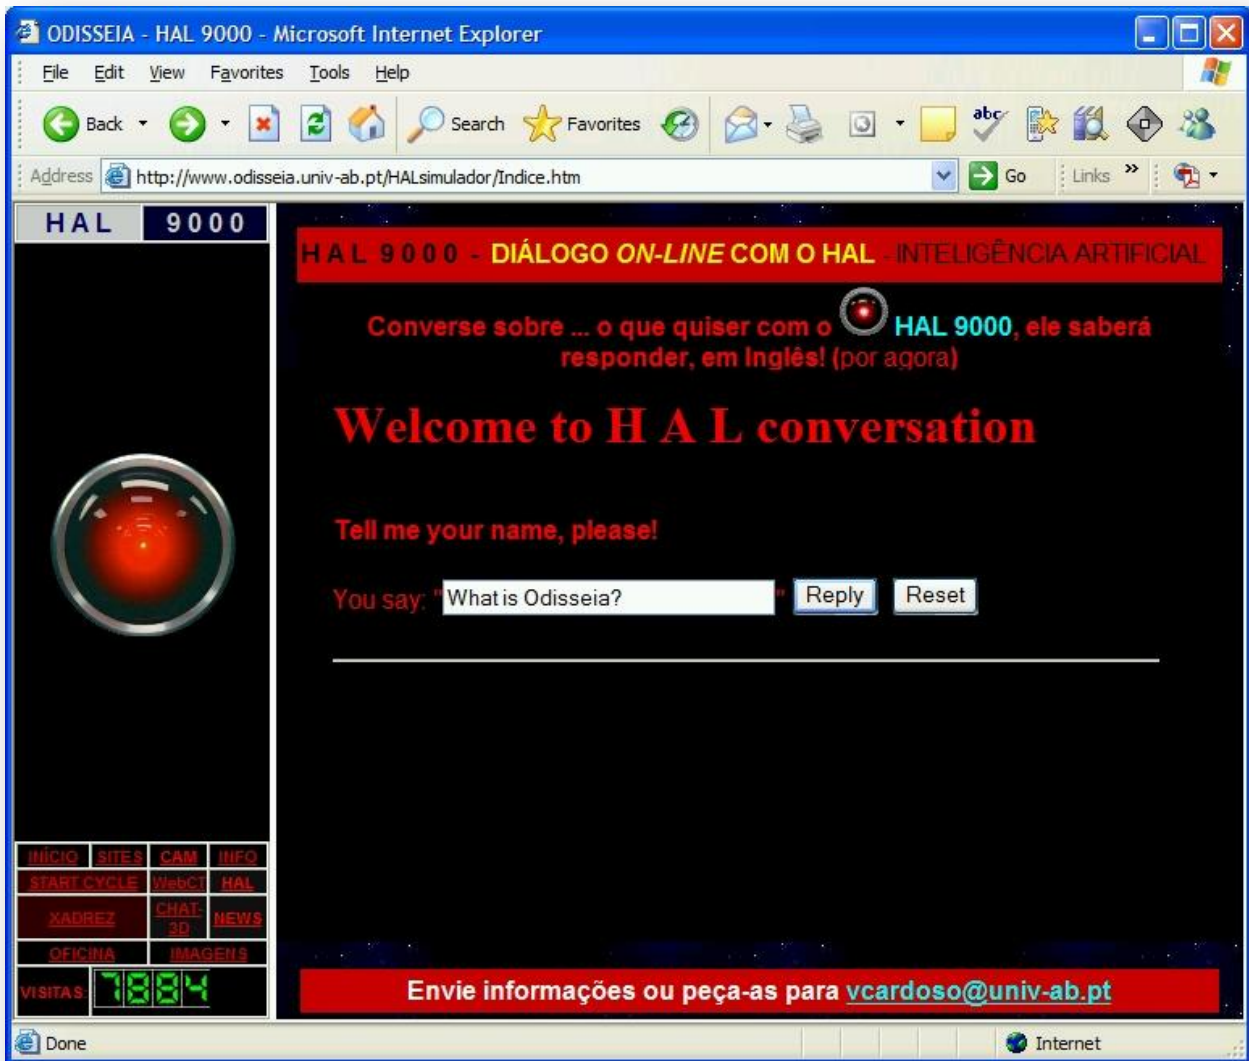 ODISSEIA - HAL 9000 - Microsoft Internet Explorer
File Edit View Favorites Tools Help
Back Search Favorites
Address http://www.odisseia.univ-ab.pt/HALsimulador/Indice.htm Go Links »
HAL 9000
HAL 9000 - DIÁLOGO ON-LINE COM O HAL - INTELIGÊNCIA ARTIFICIAL
Converse sobre ... o que quiser com o HAL 9000, ele saberá
responder, em Inglês! (por agora)
Welcome to H A L conversation
Tell me your name, please!
You say: "What is Odisseia?" Reply Reset
INÍCIO SITES CAM INFO
START CYCLE WebCT HAL
XADREZ CHAT-3D NEWS
OFICINA IMAGENS
VISITAS: 7884
Envie informações ou peça-as para vcardoso@univ-ab.pt
Done Internet